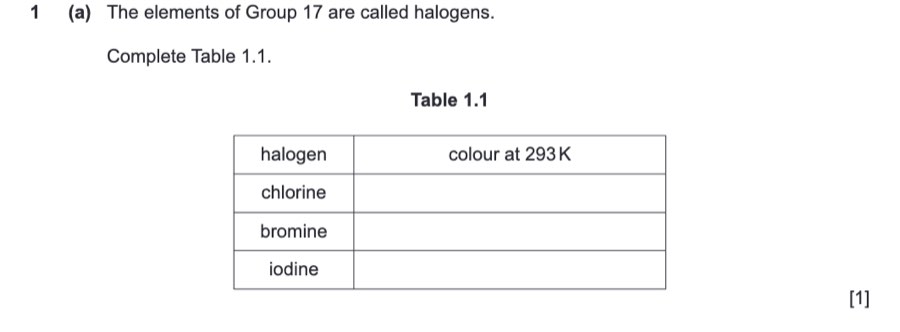 1 (a) The elements of Group 17 are called halogens.
Complete Table 1.1.
Table 1.1
halogen colour at 293 K
chlorine
bromine
iodine
[1]